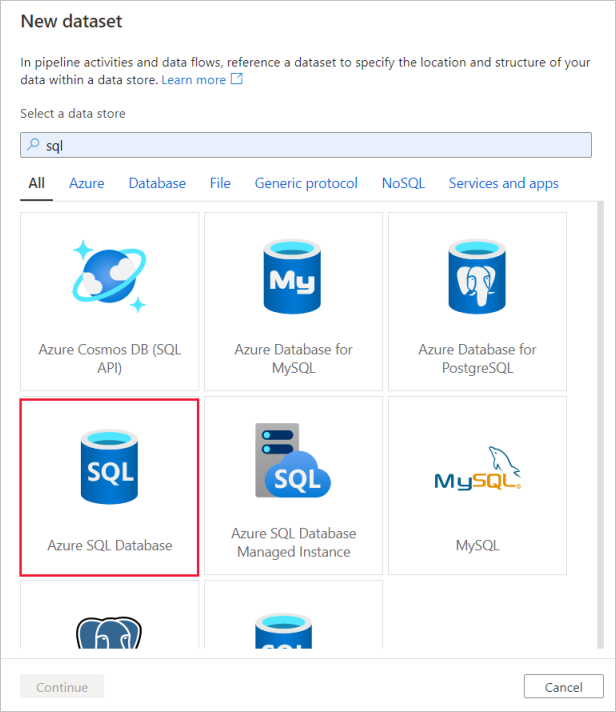 New dataset
In pipeline activities and data flows, reference a dataset to specify the location and structure of your
data within a data store. Learn more
Select a data store
sql
All Azure Database File Generic protocol NoSQL Services and apps
My
Azure Cosmos DB (SQL
API)
Azure Database for
MySQL
Azure Database for
PostgreSQL
SQL
SQL
MySQL
Azure SQL Database
Azure SQL Database
Managed Instance
MySQL
SQL
Continue
Cancel